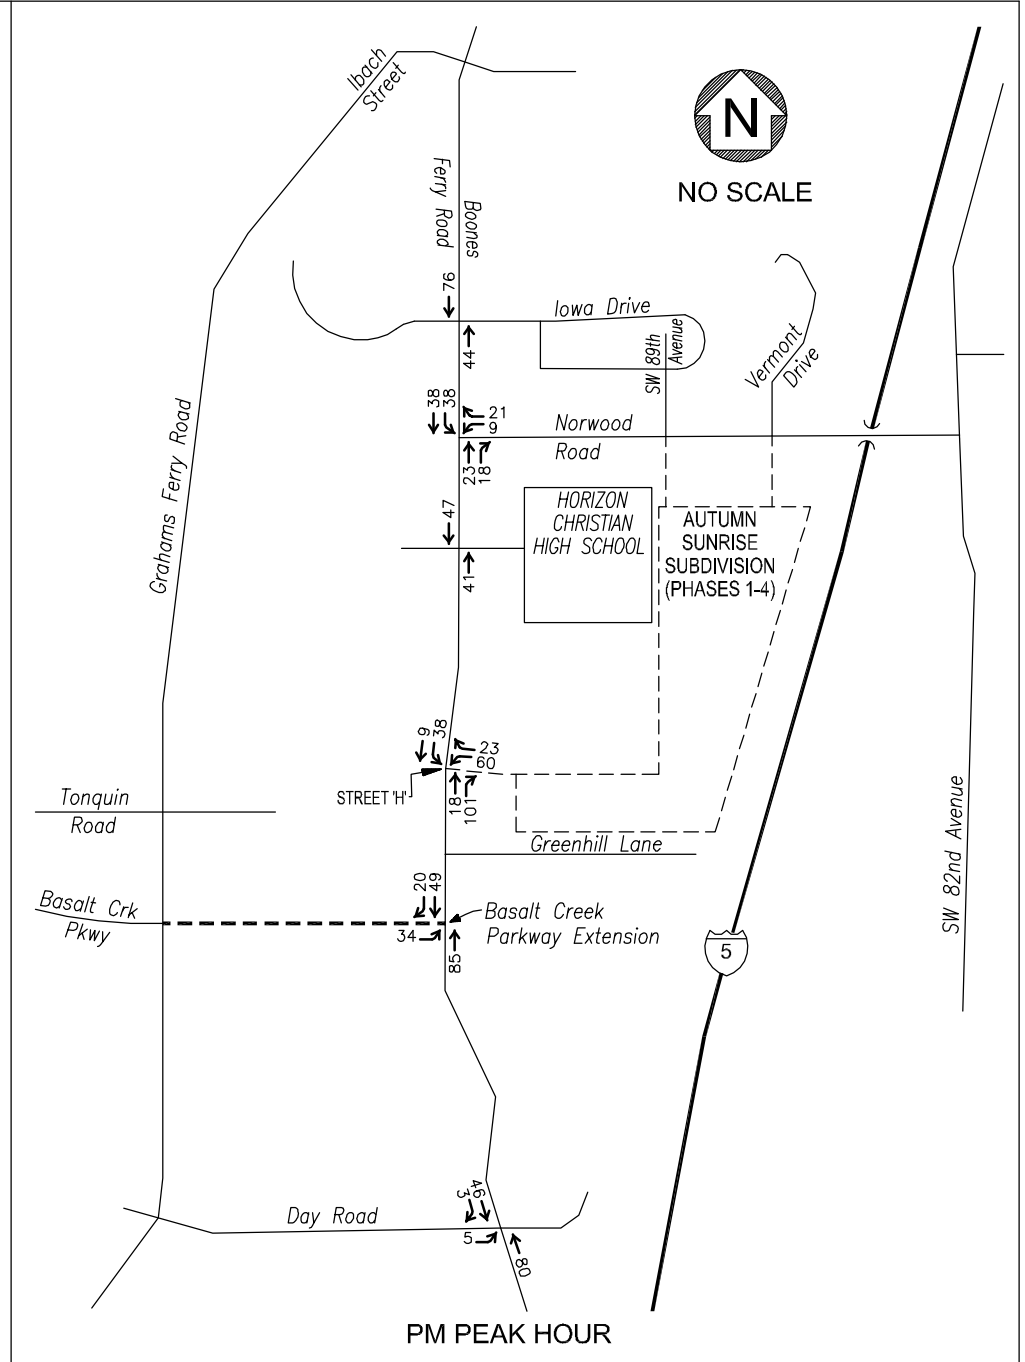 Ibach
Street
N
NO SCALE
Ferry Road
Boones
76
44
Iowa Drive
SW 89th
Avenue
Vermont
Drive
38
38
21
9
23
18
Norwood
Road
Grahams Ferry Road
47
41
HORIZON
CHRISTIAN
HIGH SCHOOL
AUTUMN
SUNRISE
SUBDIVISION
(PHASES 1-4)
9
38
23
60
18
101
STREET 'H'
Tonquin
Road
Greenhill Lane
SW 82nd Avenue
Basalt Crk
Pkwy
20
49
34
85
Basalt Creek
Parkway Extension
5
Day Road
3
46
5
80
PM PEAK HOUR